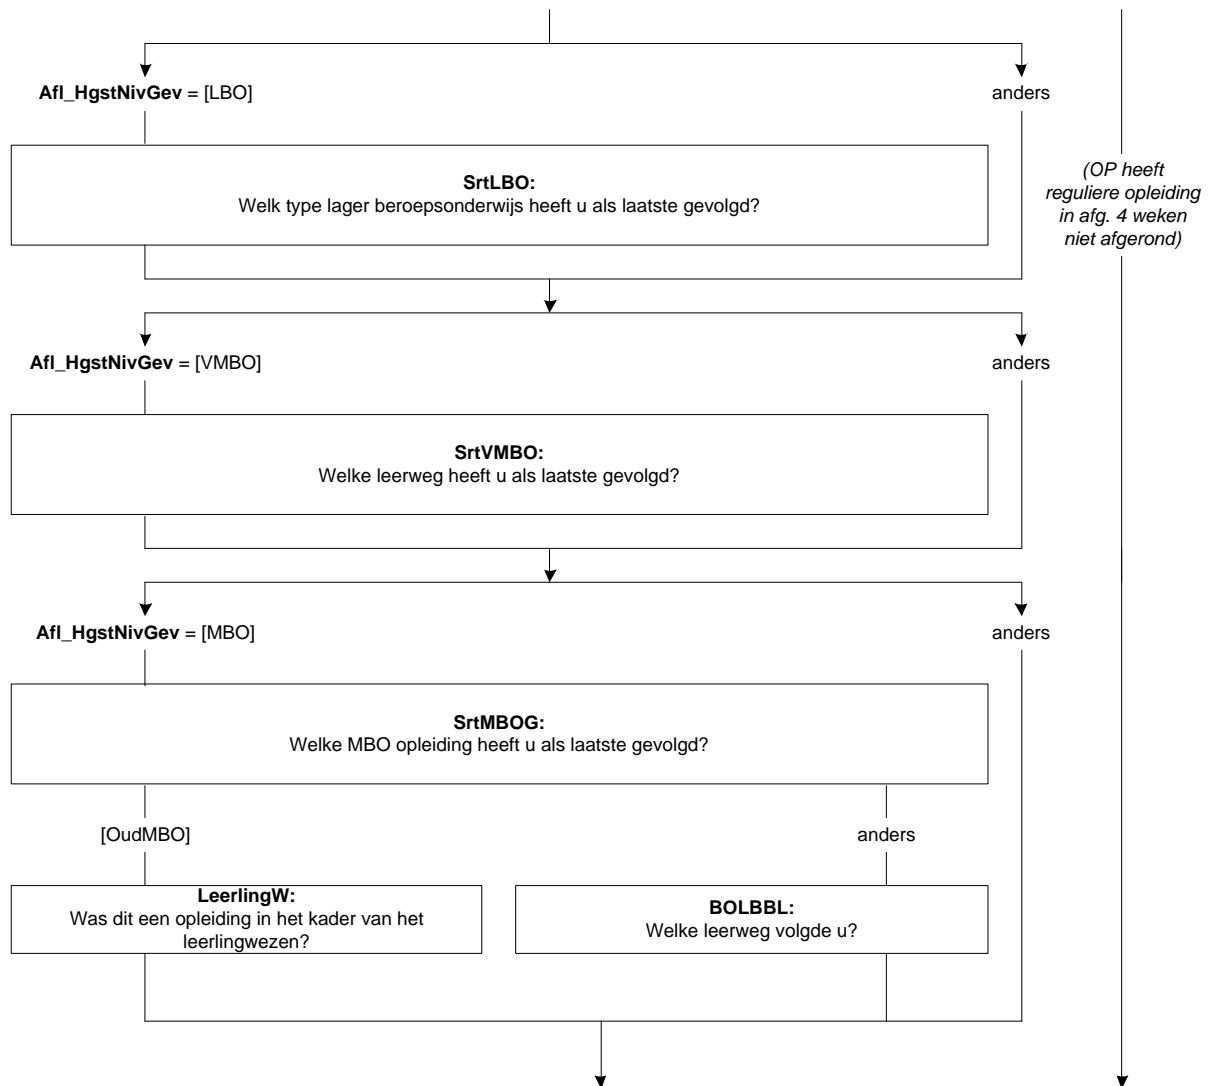 Afl_HgstNivGev = [LBO]
anders
SrtLBO:
Welk type lager beroepsonderwijs heeft u als laatste gevolgd?
(OP heeft
reguliere opleiding
in afg. 4 weken
niet afgerond)
Afl_HgstNivGev = [VMBO]
anders
SrtVMBO:
Welke leerweg heeft u als laatste gevolgd?
Afl_HgstNivGev = [MBO]
anders
SrtMBOG:
Welke MBO opleiding heeft u als laatste gevolgd?
[OudMBO]
anders
LeerlingW:
Was dit een opleiding in het kader van het
leerlingwezen?
BOLBBL:
Welke leerweg volgde u?